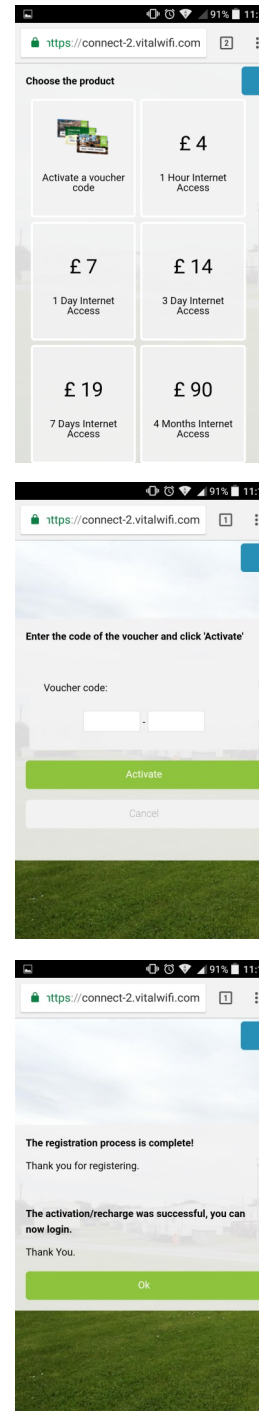 91% 11:
https://connect-2.vitalwifi.com 2
Choose the product
Activate a voucher
code
£ 4
1 Hour Internet
Access
£ 7
1 Day Internet
Access
£ 14
3 Day Internet
Access
£ 19
7 Days Internet
Access
£ 90
4 Months Internet
Access
91% 11:
https://connect-2.vitalwifi.com 1
Enter the code of the voucher and click 'Activate'
Voucher code:
-
Activate
Cancel
91% 11:
https://connect-2.vitalwifi.com 1
The registration process is complete!
Thank you for registering.
The activation/recharge was successful, you can
now login.
Thank You.
Ok